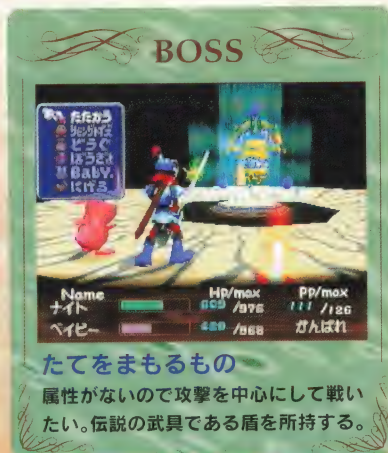 BOSS
たたかう
どうぐ
ぼうぎょ
BabY.
にげる
Name HP/max PP/max
ナイト 609 /976 111 /126
ベイビー /968 がんばれ
たてをまもるもの
属性がないので攻撃を中心にして戦い
たい。伝説の武具である盾を所持する。